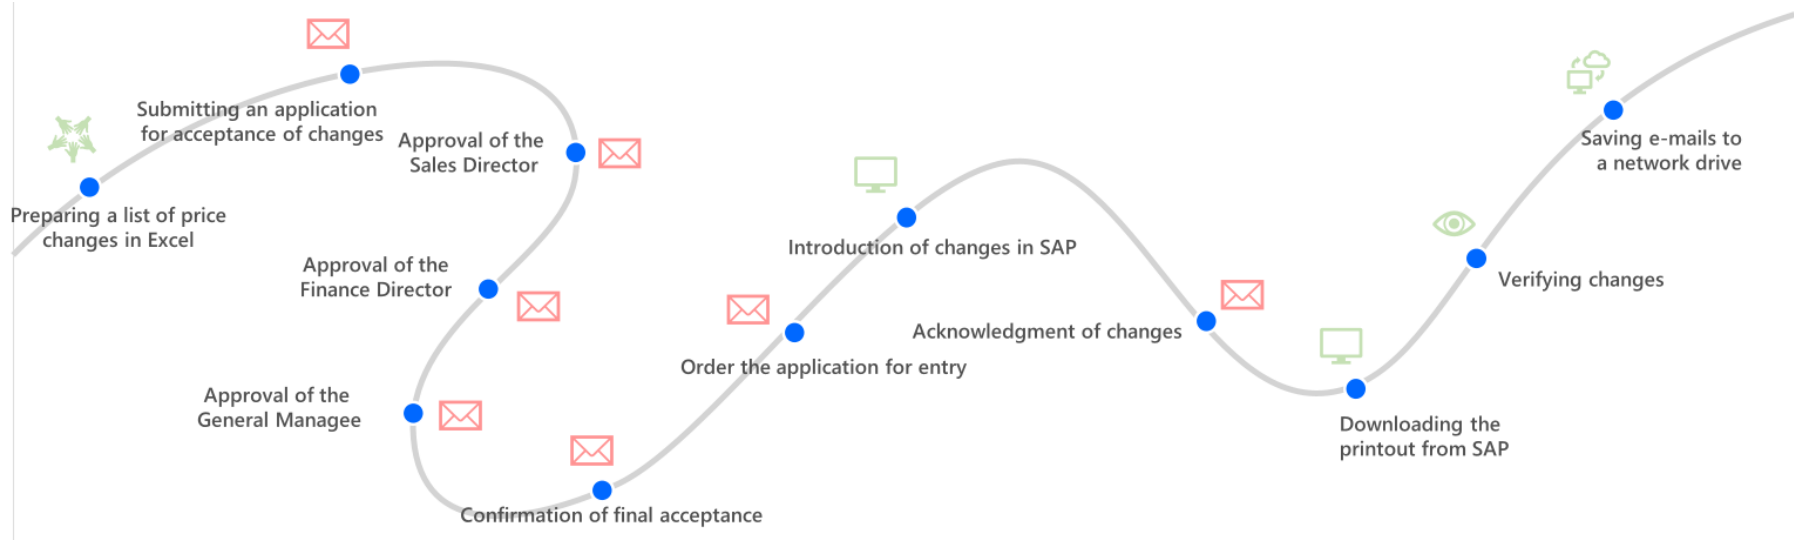 Preparing a list of price
changes in Excel
Submitting an application
for acceptance of changes
Approval of the
Sales Director
Approval of the
Finance Director
Approval of the
General Managee
Confirmation of final acceptance
Order the application for entry
Introduction of changes in SAP
Acknowledgment of changes
Downloading the
printout from SAP
Verifying changes
Saving e-mails to
a network drive